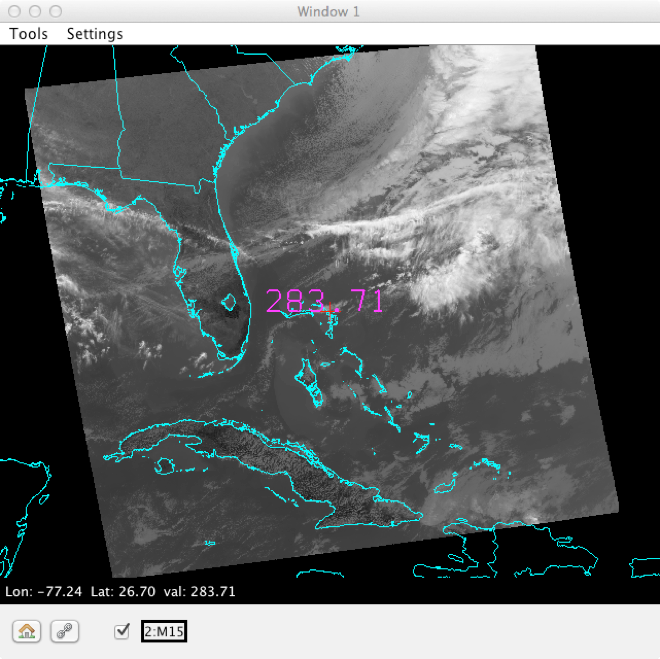 Window 1
Tools Settings
283.71
Lon: -77.24 Lat: 26.70 val: 283.71
2:M15